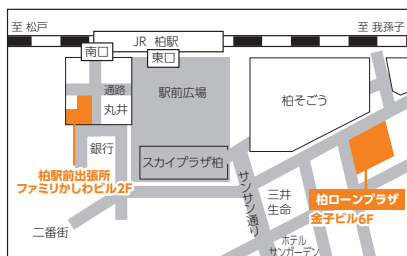 至 松戸
至 我孫子
JR 柏駅
南口
東口
通路
丸井
駅前広場
柏そごう
銀行
スカイプラザ柏
柏駅前出張所
ファミリかしわビル2F
サンサン通り
三井
生命
柏ローンプラザ
金子ビル6F
二番街
ホテル
サンガーデン